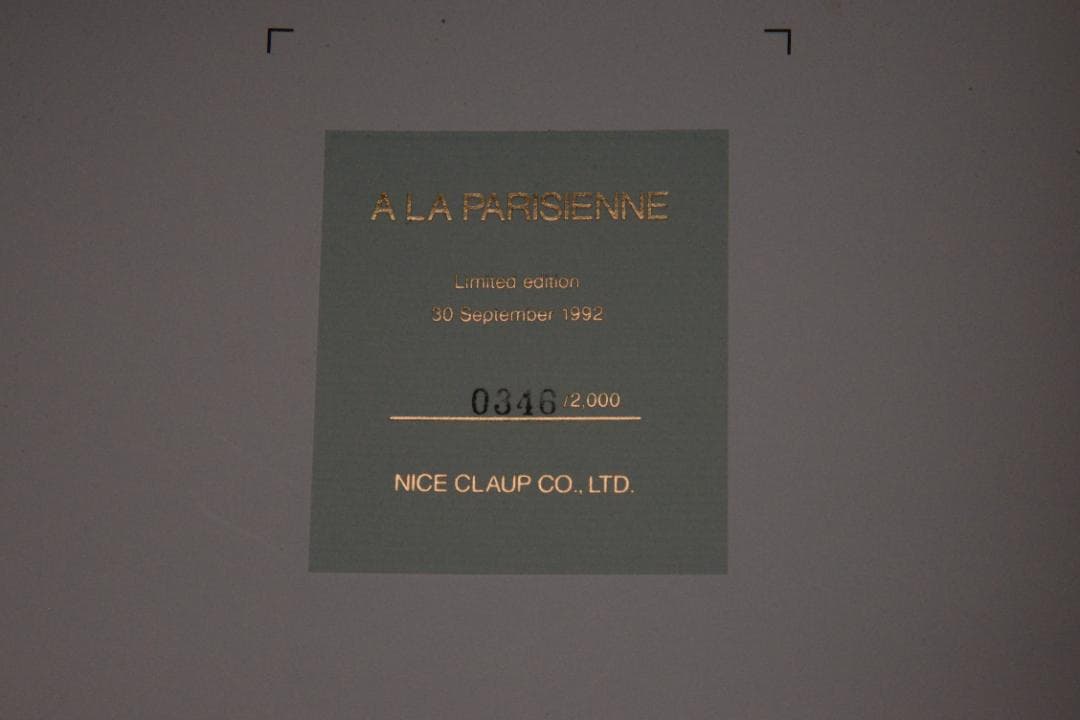 A LA PARISIENNE
Limited edition
30 September 1992
0346 /2,000
NICE CLAUP CO., LTD.